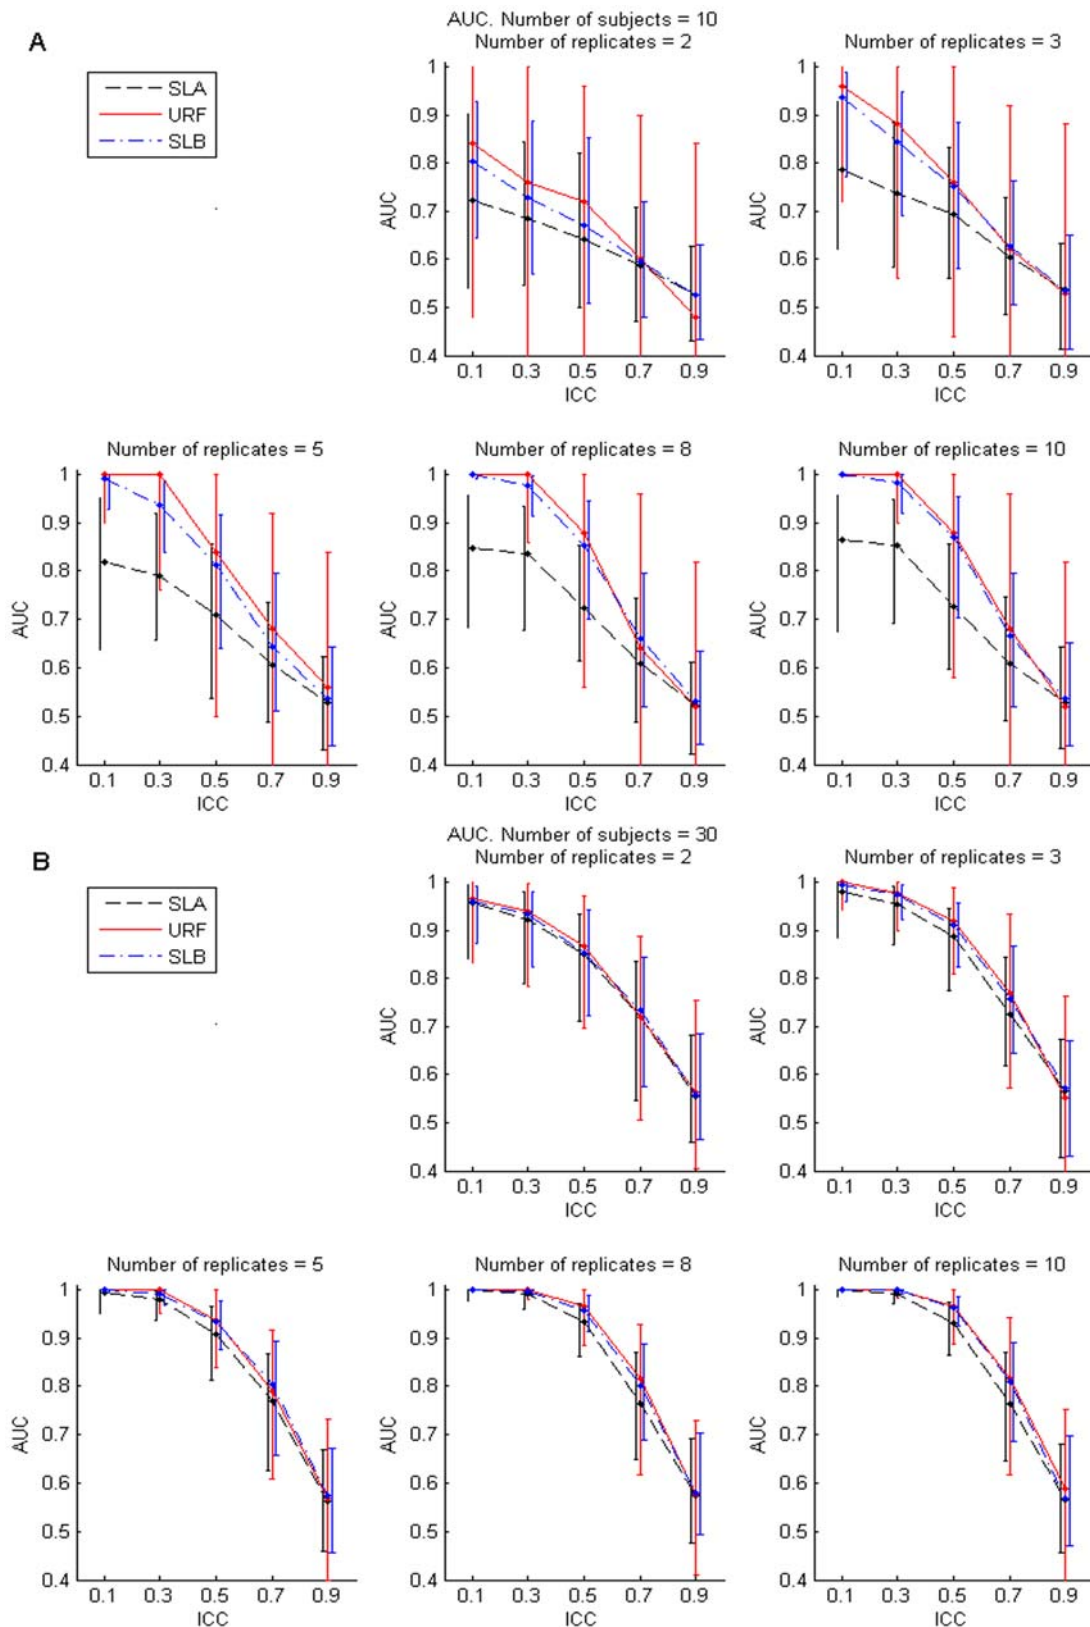 A
SLA
URF
SLB
AUC. Number of subjects = 10
Number of replicates = 2
1
0.9
0.8
0.7
0.6
0.5
0.4
AUC
0.1 0.3 0.5 0.7 0.9
ICC
Number of replicates = 3
1
0.9
0.8
0.7
0.6
0.5
0.4
AUC
0.1 0.3 0.5 0.7 0.9
ICC
Number of replicates = 5
1
0.9
0.8
0.7
0.6
0.5
0.4
AUC
0.1 0.3 0.5 0.7 0.9
ICC
Number of replicates = 8
1
0.9
0.8
0.7
0.6
0.5
0.4
AUC
0.1 0.3 0.5 0.7 0.9
ICC
Number of replicates = 10
1
0.9
0.8
0.7
0.6
0.5
0.4
AUC
0.1 0.3 0.5 0.7 0.9
ICC
B
SLA
URF
SLB
AUC. Number of subjects = 30
Number of replicates = 2
1
0.9
0.8
0.7
0.6
0.5
0.4
AUC
0.1 0.3 0.5 0.7 0.9
ICC
Number of replicates = 3
1
0.9
0.8
0.7
0.6
0.5
0.4
AUC
0.1 0.3 0.5 0.7 0.9
ICC
Number of replicates = 5
1
0.9
0.8
0.7
0.6
0.5
0.4
AUC
0.1 0.3 0.5 0.7 0.9
ICC
Number of replicates = 8
1
0.9
0.8
0.7
0.6
0.5
0.4
AUC
0.1 0.3 0.5 0.7 0.9
ICC
Number of replicates = 10
1
0.9
0.8
0.7
0.6
0.5
0.4
AUC
0.1 0.3 0.5 0.7 0.9
ICC